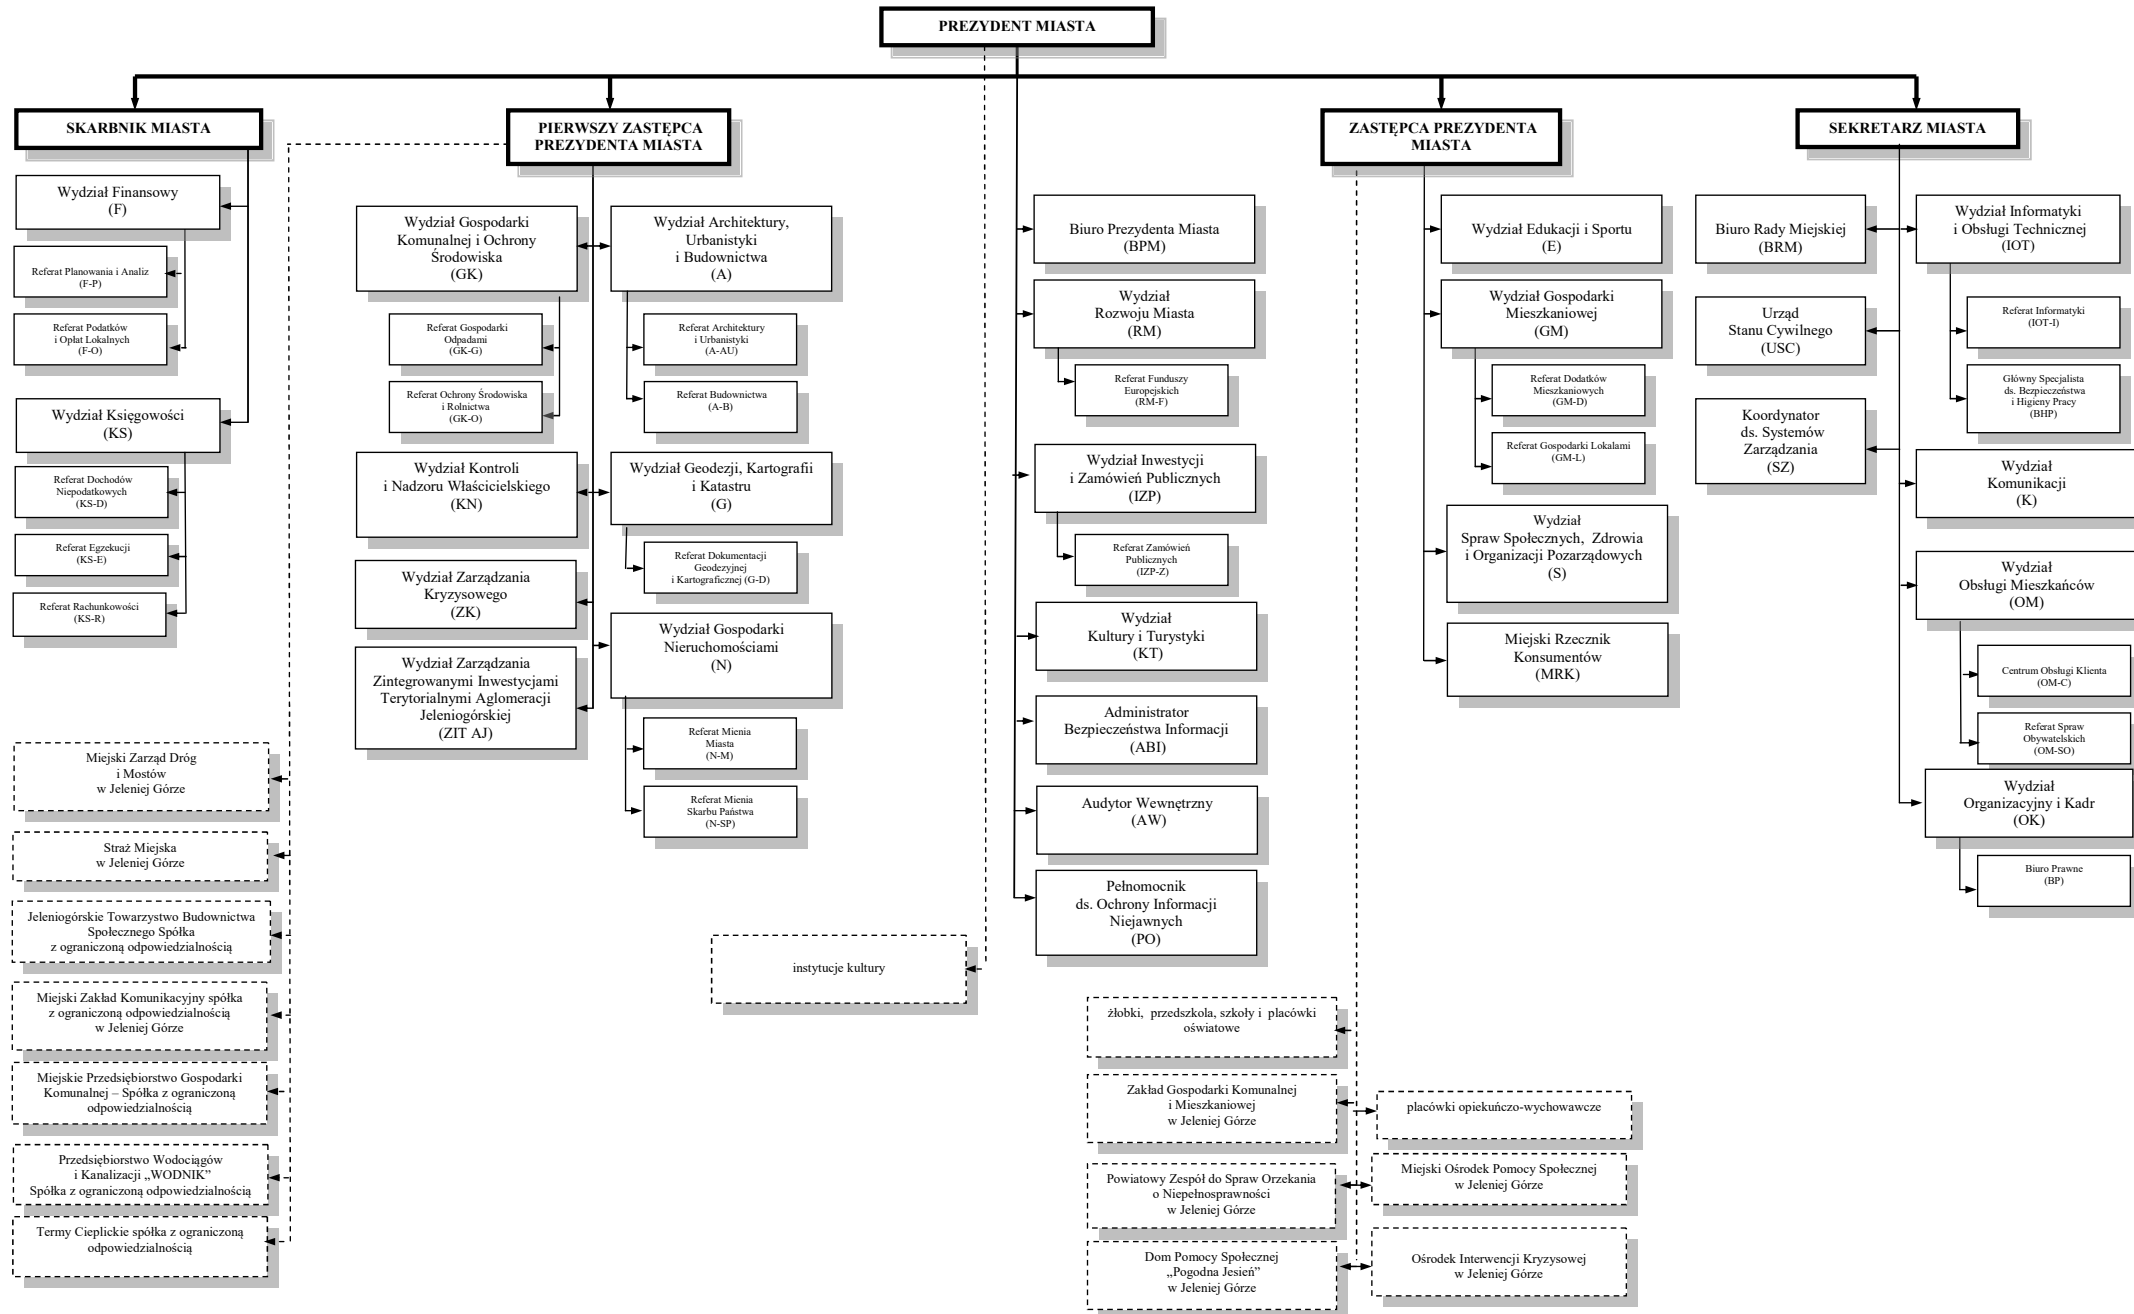 PREZYDENT MIASTA
SKARBNIK MIASTA
Wydział Finansowy
(F)
Referat Planowania i Analiz
(F-P)
Referat Podatków
i Opłat Lokalnych
(F-O)
Wydział Księgowości
(KS)
Referat Dochodów
Niepodatkowych
(KS-D)
Referat Egzekucji
(KS-E)
Referat Rachunkowości
(KS-R)
PIERWSZY ZASTĘPCA
PREZYDENTA MIASTA
Wydział Gospodarki
Komunalnej i Ochrony
Środowiska
(GK)
Referat Gospodarki
Odpadami
(GK-G)
Referat Ochrony Środowiska
i Rolnictwa
(GK-O)
Wydział Kontroli
i Nadzoru Właścicielskiego
(KN)
Wydział Zarządzania
Kryzysowego
(ZK)
Wydział Zarządzania
Zintegrowanymi Inwestycjami
Terytorialnymi Aglomeracji
Jeleniogórskiej
(ZIT AJ)
Wydział Architektury,
Urbanistyki
i Budownictwa
(A)
Referat Architektury
i Urbanistyki
(A-AU)
Referat Budownictwa
(A-B)
Wydział Geodezji, Kartografii
i Katastru
(G)
Referat Dokumentacji
Geodezyjnej
i Kartograficznej (G-D)
Wydział Gospodarki
Nieruchomościami
(N)
Referat Mienia
Miasta
(N-M)
Referat Mienia
Skarbu Państwa
(N-SP)
Miejski Zarząd Dróg
i Mostów
w Jeleniej Górze
Straż Miejska
w Jeleniej Górze
Jeleniogórskie Towarzystwo Budownictwa
Społecznego Spółka
z ograniczoną odpowiedzialnością
Miejski Zakład Komunikacyjny spółka
z ograniczoną odpowiedzialnością
w Jeleniej Górze
Miejskie Przedsiębiorstwo Gospodarki
Komunalnej – Spółka z ograniczoną
odpowiedzialnością
Przedsiębiorstwo Wodociągów
i Kanalizacji „WODNIK”
Spółka z ograniczoną odpowiedzialnością
Termy Cieplickie spółka z ograniczoną
odpowiedzialnością
Biuro Prezydenta Miasta
(BPM)
Wydział
Rozwoju Miasta
(RM)
Referat Funduszy
Europejskich
(RM-F)
Wydział Inwestycji
i Zamówień Publicznych
(IZP)
Referat Zamówień
Publicznych
(IZP-Z)
Wydział
Kultury i Turystyki
(KT)
Administrator
Bezpieczeństwa Informacji
(ABI)
Audytor Wewnętrzny
(AW)
Pełnomocnik
ds. Ochrony Informacji
Niejawnych
(PO)
instytucje kultury
ZASTĘPCA PREZYDENTA
MIASTA
Wydział Edukacji i Sportu
(E)
Wydział Gospodarki
Mieszkaniowej
(GM)
Referat Dodatków
Mieszkaniowych
(GM-D)
Referat Gospodarki Lokalami
(GM-L)
Wydział
Spraw Społecznych, Zdrowia
i Organizacji Pozarządowych
(S)
Miejski Rzecznik
Konsumentów
(MRK)
żłobki, przedszkola, szkoły i placówki
oświatowe
Zakład Gospodarki Komunalnej
i Mieszkaniowej
w Jeleniej Górze
placówki opiekuńczo-wychowawcze
Powiatowy Zespół do Spraw Orzekania
o Niepełnosprawności
w Jeleniej Górze
Miejski Ośrodek Pomocy Społecznej
w Jeleniej Górze
Dom Pomocy Społecznej
„Pogodna Jesień”
w Jeleniej Górze
Ośrodek Interwencji Kryzysowej
w Jeleniej Górze
SEKRETARZ MIASTA
Biuro Rady Miejskiej
(BRM)
Urząd
Stanu Cywilnego
(USC)
Koordynator
ds. Systemów
Zarządzania
(SZ)
Wydział Informatyki
i Obsługi Technicznej
(IOT)
Referat Informatyki
(IOT-I)
Główny Specjalista
ds. Bezpieczeństwa
i Higieny Pracy
(BHP)
Wydział
Komunikacji
(K)
Wydział
Obsługi Mieszkańców
(OM)
Centrum Obsługi Klienta
(OM-C)
Referat Spraw
Obywatelskich
(OM-SO)
Wydział
Organizacyjny i Kadr
(OK)
Biuro Prawne
(BP)